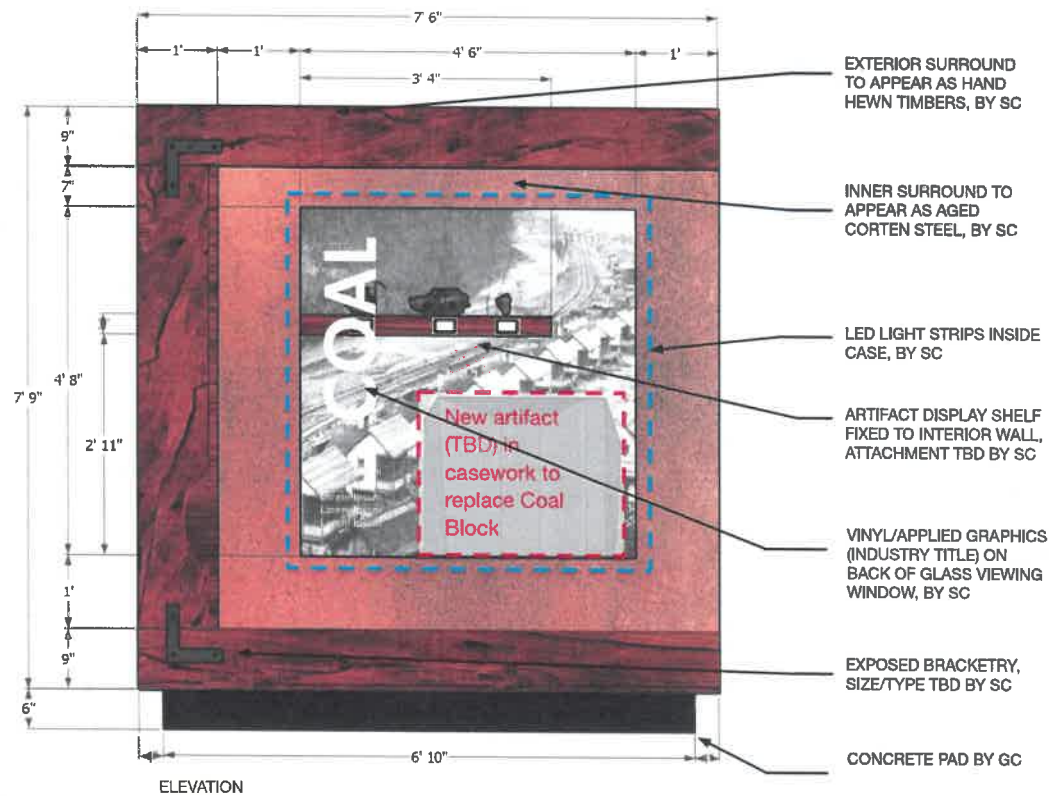 7' 6"
1'
1'
4' 6"
1'
3' 4"
EXTERIOR SURROUND
TO APPEAR AS HAND
HEWN TIMBERS, BY SC
9"
7"
INNER SURROUND TO
APPEAR AS AGED
CORTEN STEEL, BY SC
COAL
LED LIGHT STRIPS INSIDE
CASE, BY SC
7' 9"
4' 8"
2' 11"
ARTIFACT DISPLAY SHELF
FIXED TO INTERIOR WALL,
ATTACHMENT TBD BY SC
New artifact
(TBD) in
casework to
replace Coal
Block
VINYL/APPLIED GRAPHICS
(INDUSTRY TITLE) ON
BACK OF GLASS VIEWING
WINDOW, BY SC
1'
9"
EXPOSED BRACKETRY,
SIZE/TYPE TBD BY SC
6"
6' 10"
CONCRETE PAD BY GC
ELEVATION